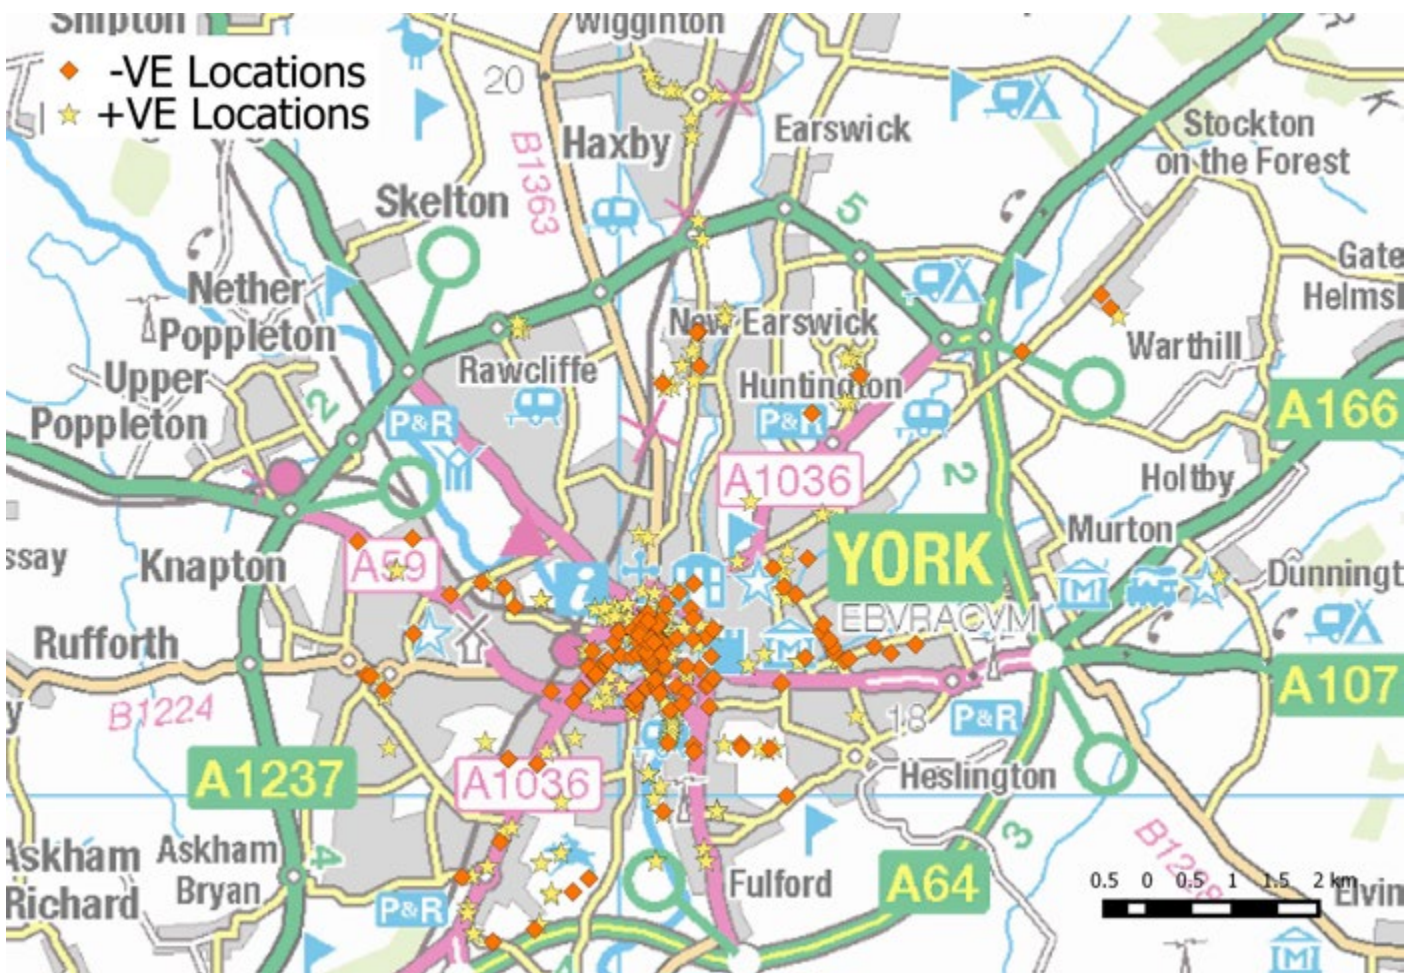 Shipton
Wigginton
-VE Locations
+VE Locations
20
Haxby
Earswick
Stockton
on the Forest
B1363
Skelton
5
Nether
Poppleton
Gate
Helmsl
New Earswick
Warthill
Upper
Poppleton
Rawcliffe
Huntington
2
P&R
P&R
A166
A1036
2
Holtby
Murton
ssay
Knapton
A59
YORK
EBVRACVM
Dunningt
i
Rufforth
B1224
A107
18
P&R
A1237
A1036
Heslington
3
Askham
Richard
Askham
Bryan
4
P&R
Fulford
A64
0.5 0 0.5 1 1.5 2 km
Elvin